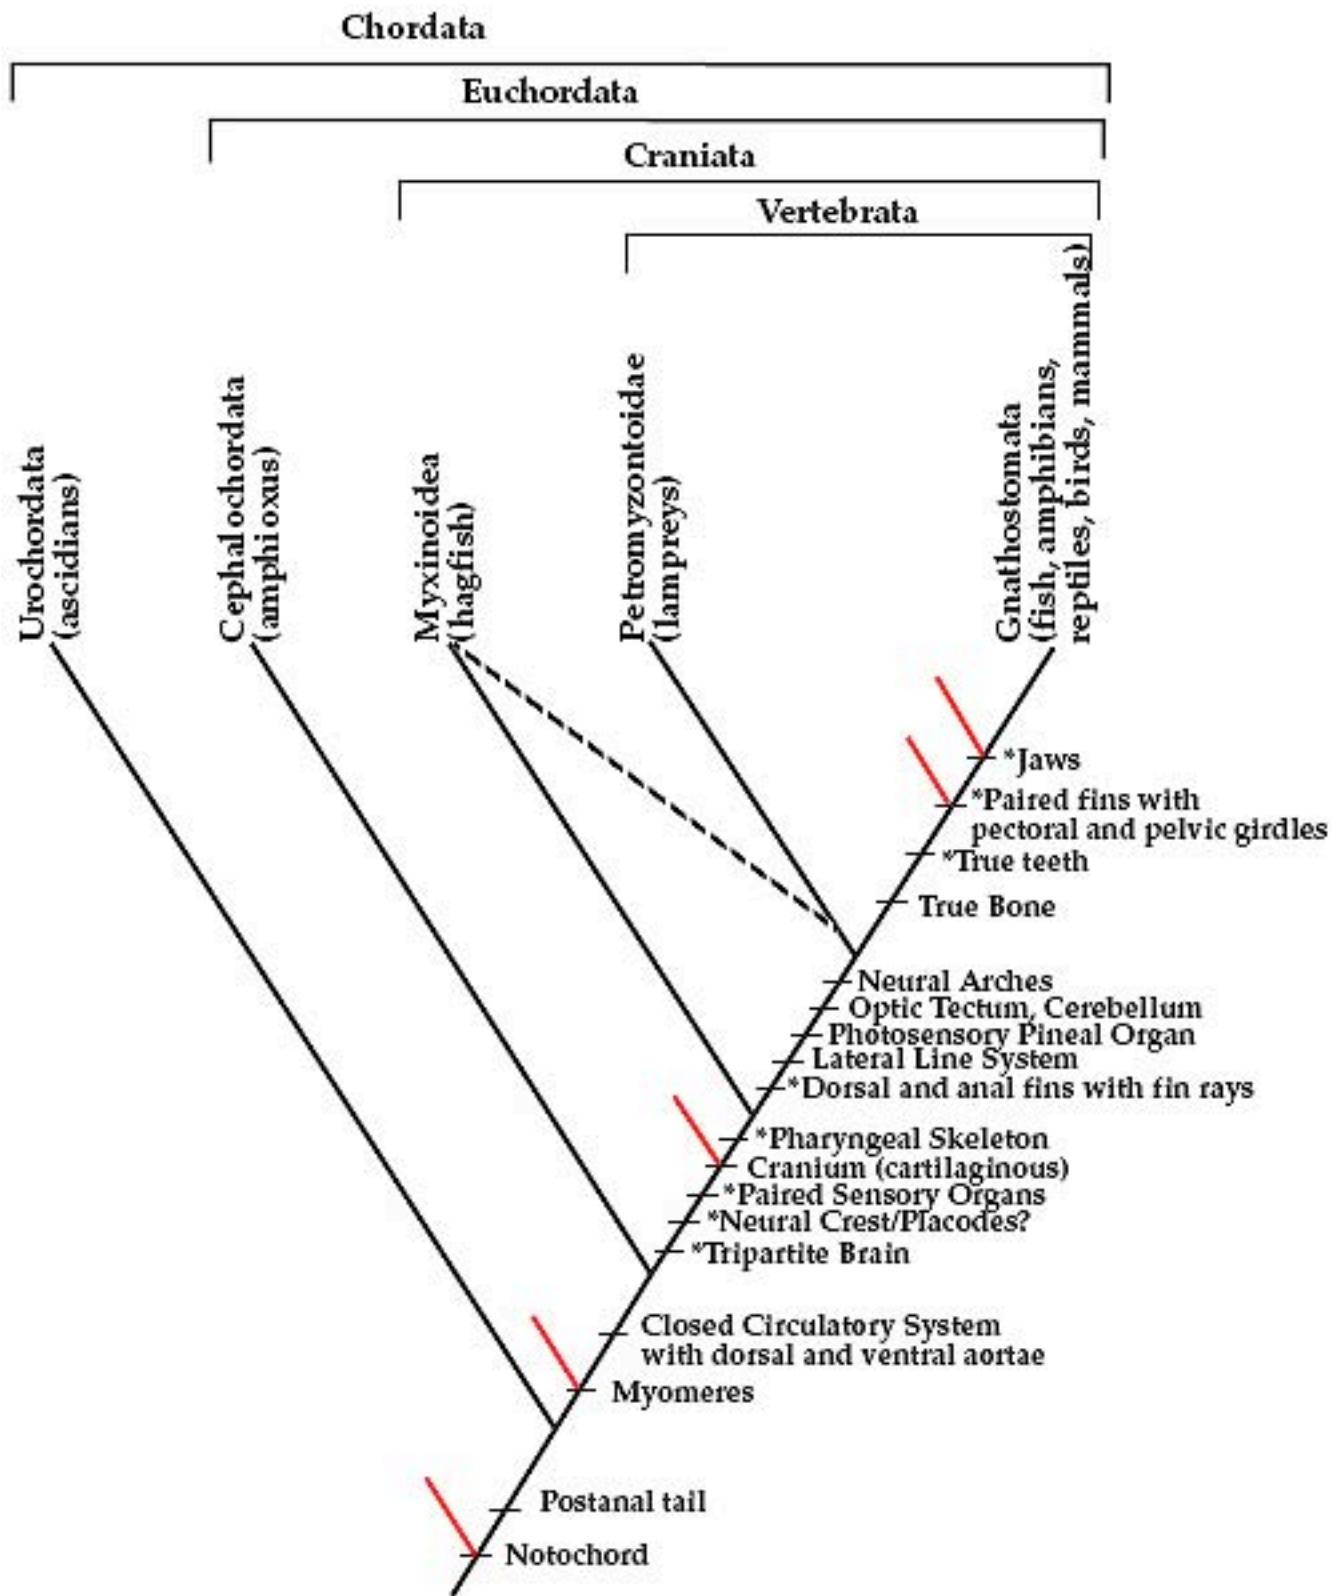 Chordata
Euchordata
Craniata
Vertebrata
Urochordata
(ascidians)
Cephalochordata
(amphioxus)
Myxinoidea
(hagfish)
Petromyzontoidae
(lampreys)
Gnathostomata
(fish, amphibians,
reptiles, birds, mammals)
*Jaws
*Paired fins with
pectoral and pelvic girdles
*True teeth
True Bone
Neural Arches
Optic Tectum, Cerebellum
Photosensory Pineal Organ
Lateral Line System
*Dorsal and anal fins with fin rays
*Pharyngeal Skeleton
Cranium (cartilaginous)
*Paired Sensory Organs
*Neural Crest/Placodes?
*Tripartite Brain
Closed Circulatory System
with dorsal and ventral aortae
Myomeres
Postanal tail
Notochord